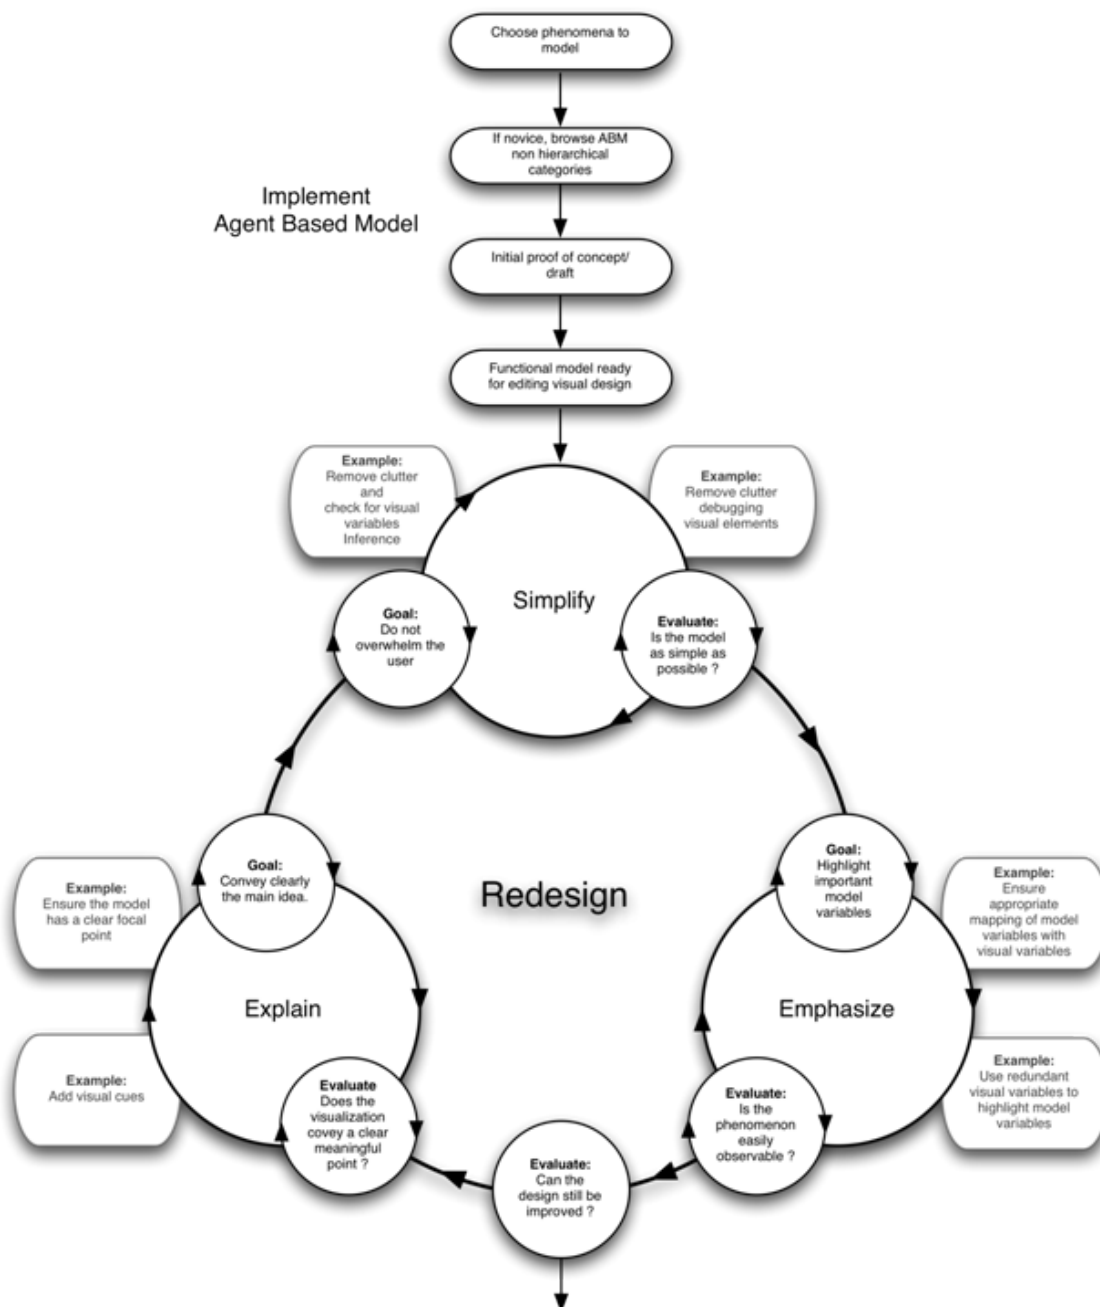 Choose phenomena to
model
If novice, browse ABM
non hierarchical
categories
Implement
Agent Based Model
Initial proof of concept/
draft
Functional model ready
for editing visual design
Example:
Remove clutter
and
check for visual
variables
Inference
Example:
Remove clutter
debugging
visual elements
Simplify
Goal:
Do not
overwhelm the
user
Evaluate:
Is the model
as simple as
possible ?
Goal:
Convey clearly
the main idea.
Goal:
Highlight
important
model
variables
Example:
Ensure the model
has a clear focal
point
Redesign
Example:
Ensure
appropriate
mapping of model
variables with
visual variables
Explain
Emphasize
Example:
Add visual cues
Evaluate
Does the
visualization
covey a clear
meaningful
point ?
Evaluate:
Is the
phenomenon
easily
observable ?
Example:
Use redundant
visual variables to
highlight model
variables
Evaluate:
Can the
design still be
improved ?